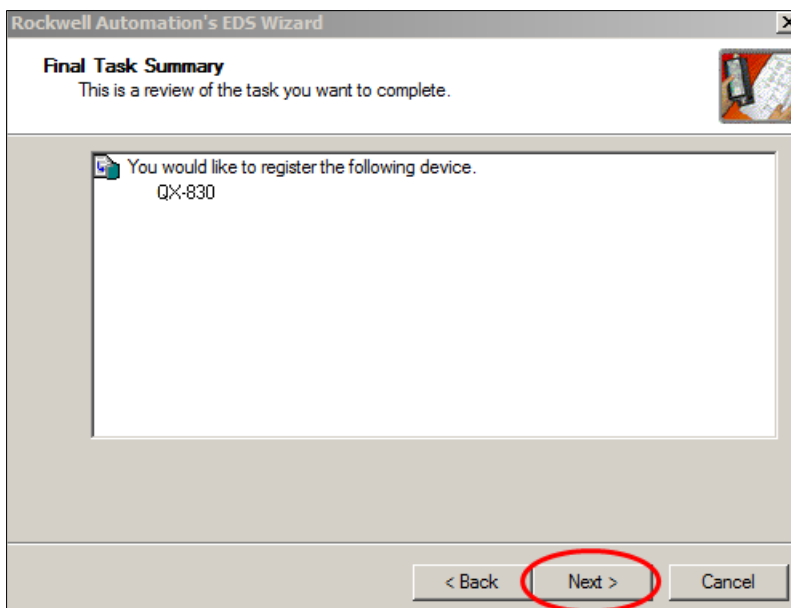 Rockwell Automation's EDS Wizard
Final Task Summary
This is a review of the task you want to complete.
You would like to register the following device.
QX-830
< Back
Next >
Cancel